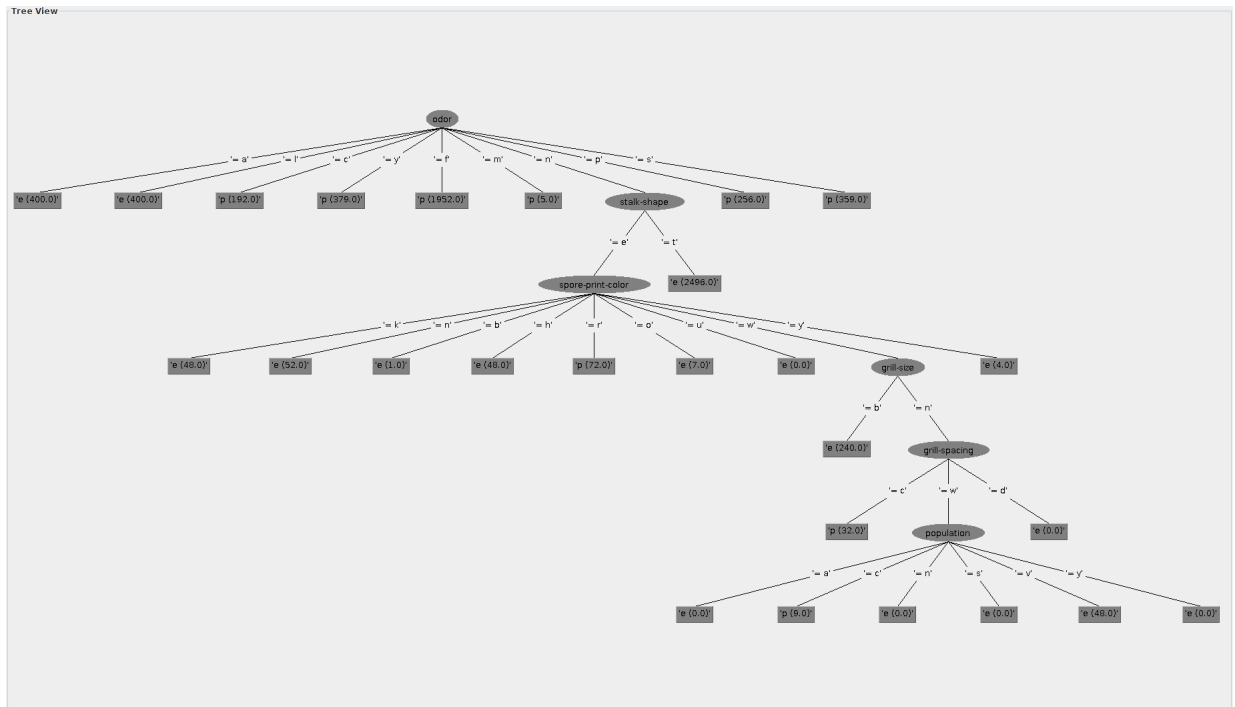 Tree View
odor
'= a' '= l' '= c' '= y' '= f' '= m' '= n' '= p' '= s'
'e (400.0)' 'e (400.0)' 'p (192.0)' 'p (379.0)' 'p (1952.0)' 'p (5.0)' stalk-shape 'p (256.0)' 'p (359.0)'
'= e' '= t'
spore-print-color 'e (2496.0)'
'= k' '= n' '= b' '= h' '= r' '= o' '= u' '= w' '= y'
'e (48.0)' 'e (52.0)' 'e (1.0)' 'e (48.0)' 'p (72.0)' 'e (7.0)' 'e (0.0)' grill-size 'e (4.0)'
'= b' '= n'
'e (240.0)' grill-spacing
'= c' '= w' '= d'
'p (32.0)' population 'e (0.0)'
'= a' '= c' '= n' '= s' '= v' '= y'
'e (0.0)' 'p (9.0)' 'e (0.0)' 'e (0.0)' 'e (48.0)' 'e (0.0)'